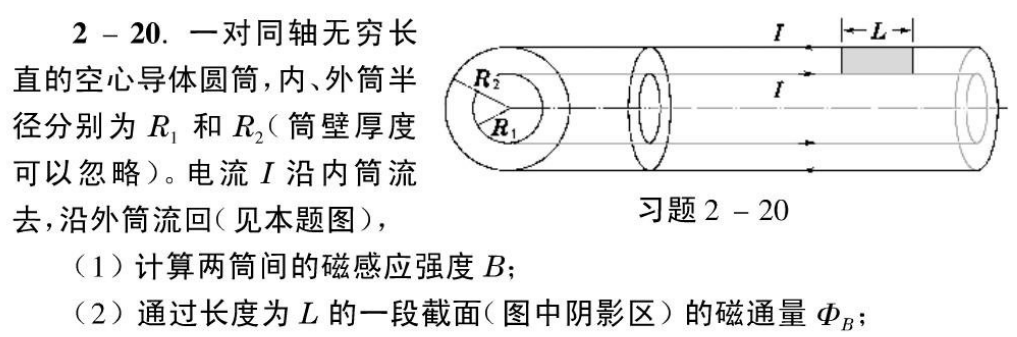 2 – 20. 一对同轴无穷长
直的空心导体圆筒,内、外筒半
径分别为 R₁ 和 R₂(筒壁厚度
可以忽略)。电流 I 沿内筒流
去,沿外筒流回(见本题图),
(1)计算两筒间的磁感应强度 B;
(2)通过长度为 L 的一段截面(图中阴影区)的磁通量 Φ_B;
I
L
R₂
I
R₁
习题 2 – 20